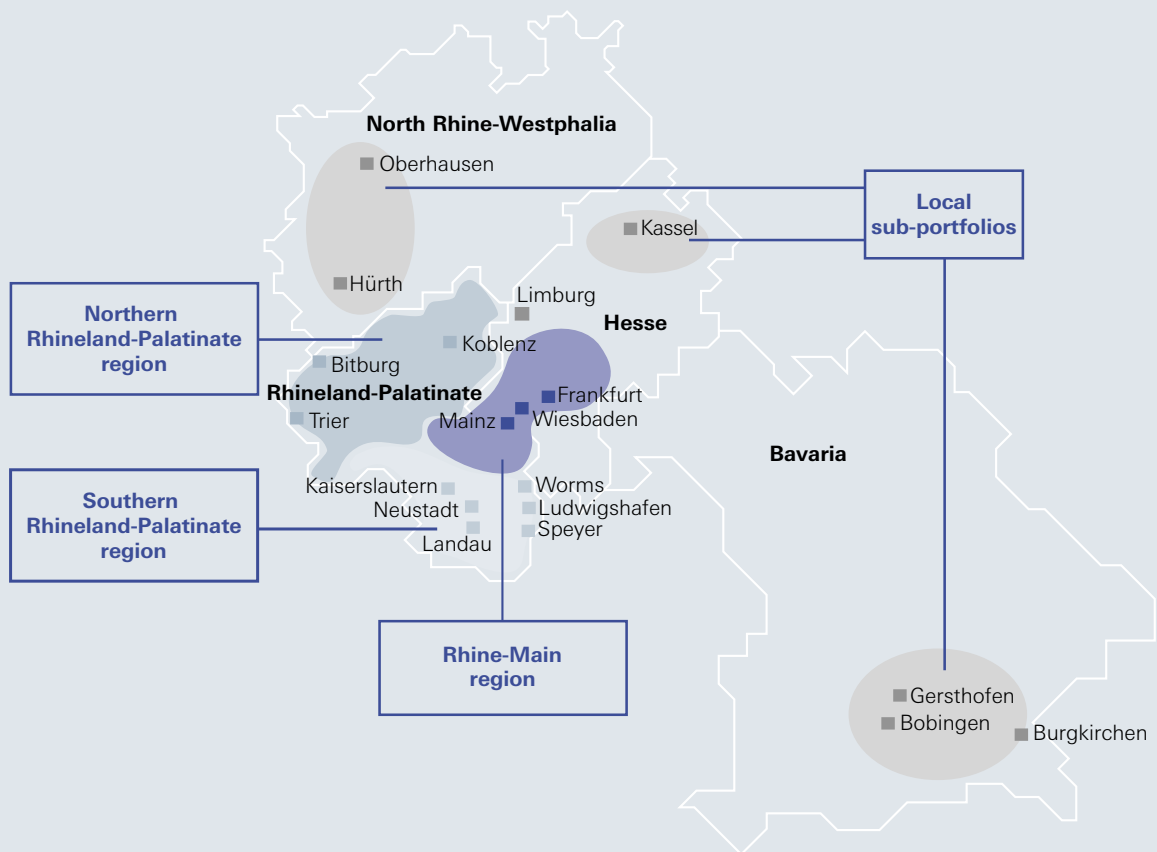 North Rhine-Westphalia
Oberhausen
Local
sub-portfolios
Kassel
Hürth
Limburg
Northern
Rhineland-Palatinate
region
Hesse
Koblenz
Bitburg
Rhineland-Palatinate
Frankfurt
Wiesbaden
Mainz
Trier
Bavaria
Kaiserslautern
Worms
Neustadt
Ludwigshafen
Landau
Speyer
Southern
Rhineland-Palatinate
region
Rhine-Main
region
Gersthofen
Bobingen
Burgkirchen